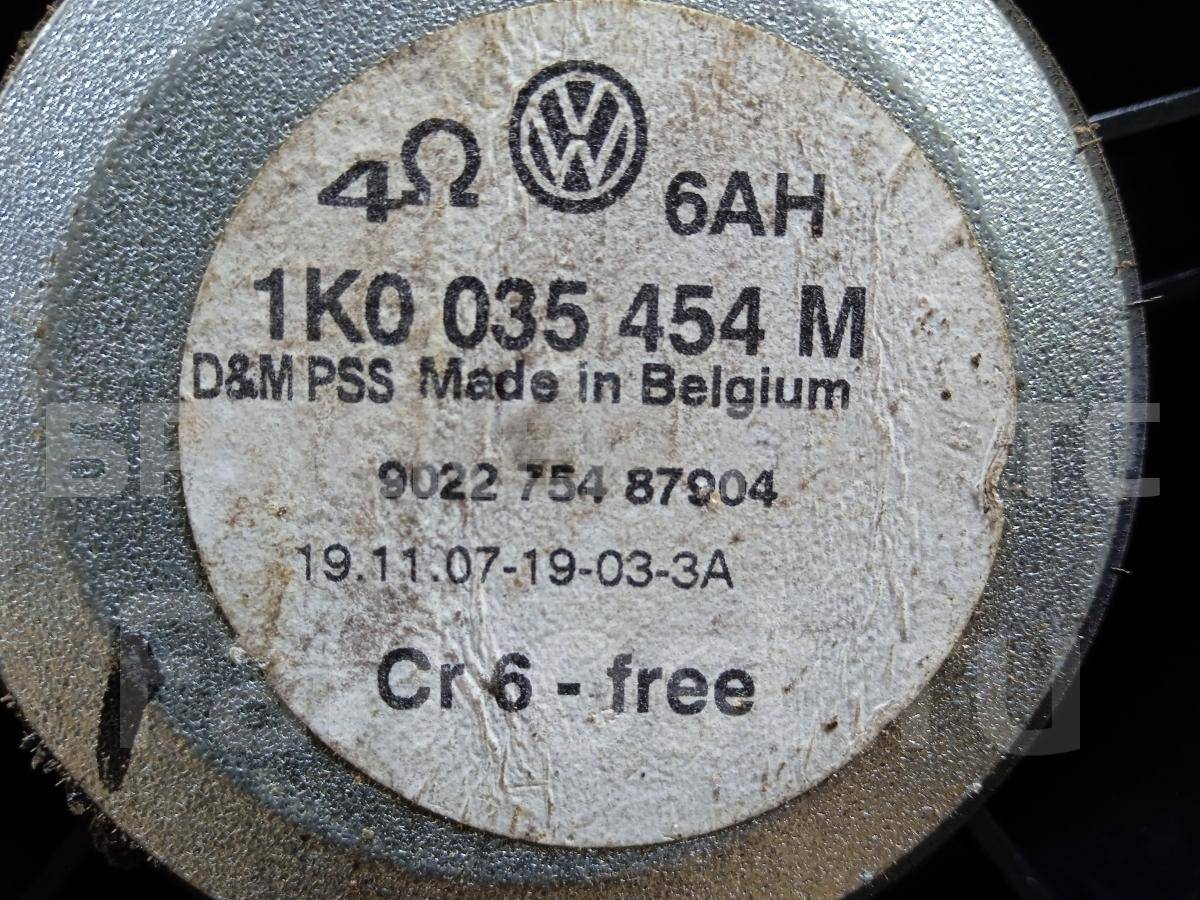 4Ω 6AH
1K0 035 454 M
D&M PSS Made in Belgium
9022 754 87904
19.11.07-19-03-3A
Cr 6 - free